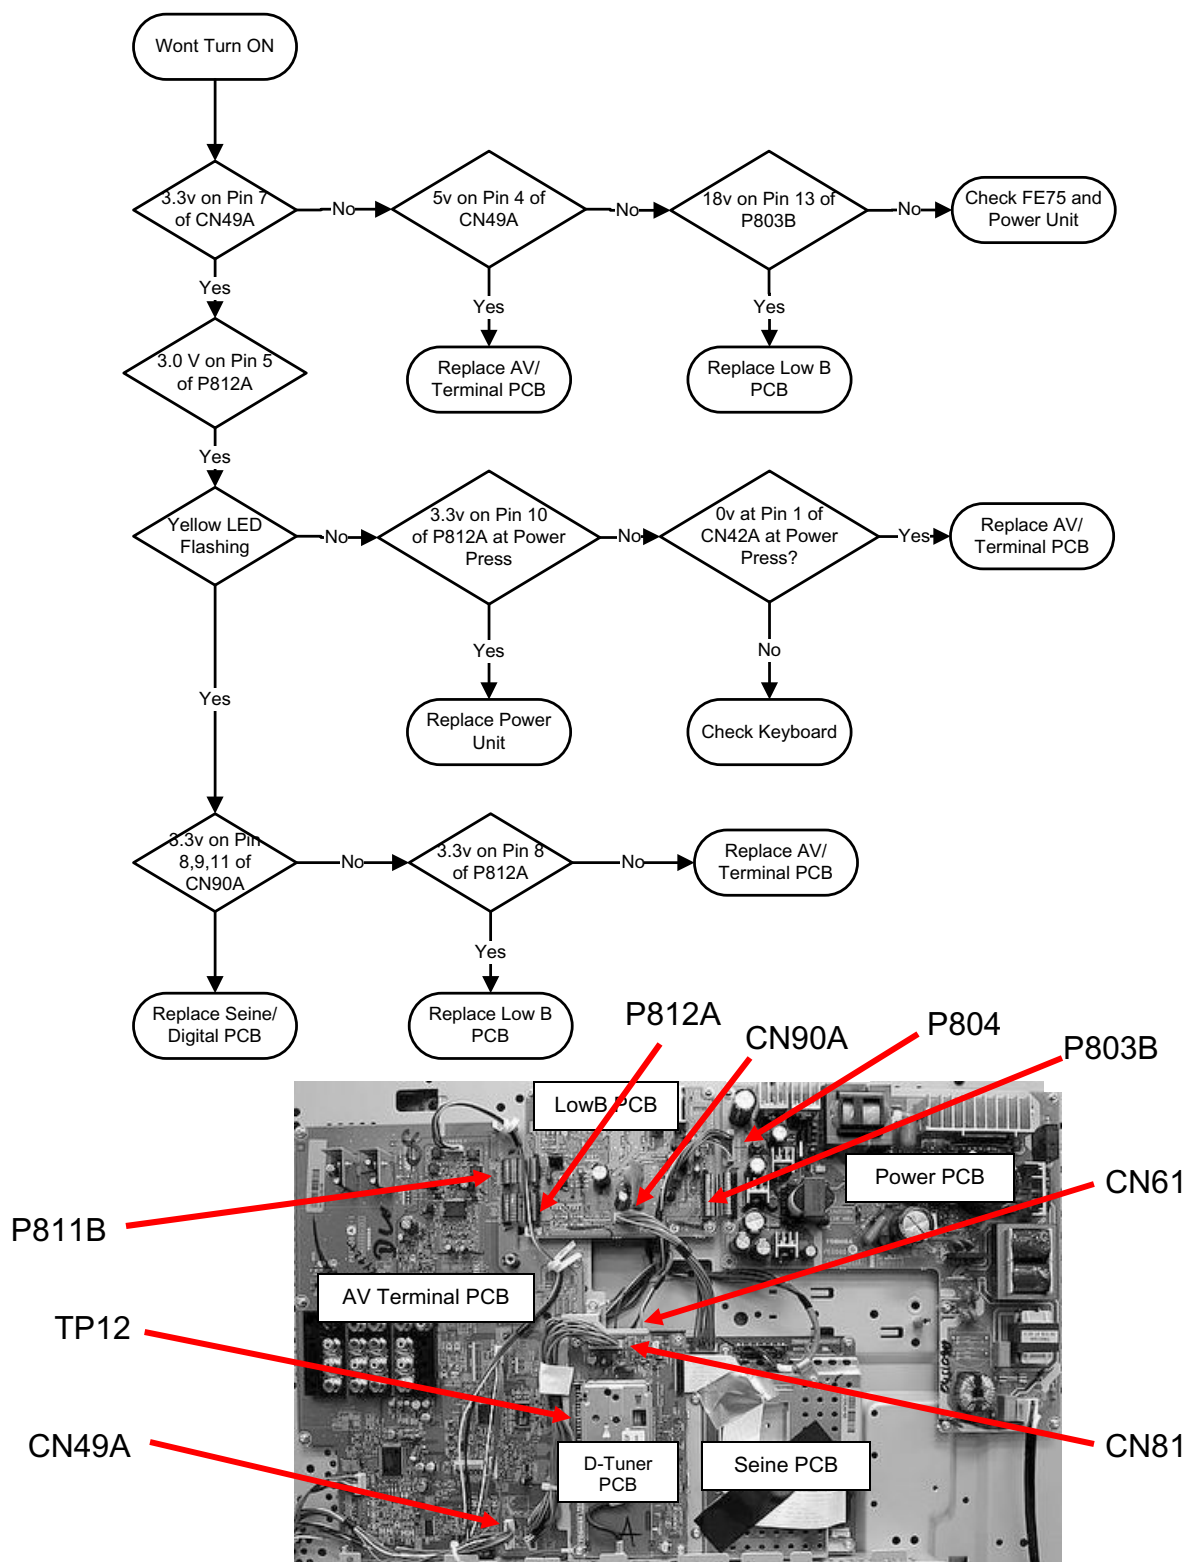 Wont Turn ON
3.3v on Pin 7
of CN49A
No
5v on Pin 4 of
CN49A
No
18v on Pin 13 of
P803B
No
Check FE75 and
Power Unit
Yes
Yes
Yes
3.0 V on Pin 5
of P812A
Replace AV/
Terminal PCB
Replace Low B
PCB
Yes
Yellow LED
Flashing
No
3.3v on Pin 10
of P812A at Power
Press
No
0v at Pin 1 of
CN42A at Power
Press?
Yes
Replace AV/
Terminal PCB
Yes
Yes
No
Replace Power
Unit
Check Keyboard
3.3v on Pin
8,9,11 of
CN90A
No
3.3v on Pin 8
of P812A
No
Replace AV/
Terminal PCB
Yes
Replace Seine/
Digital PCB
Replace Low B
PCB
P812A
CN90A
P804
P803B
LowB PCB
Power PCB
CN61
P811B
AV Terminal PCB
TP12
CN49A
D-Tuner
PCB
Seine PCB
CN81